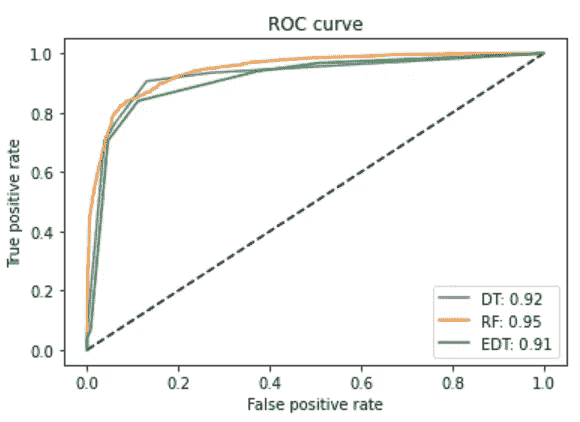 ROC curve
1.0
0.8
0.6
0.4
0.2
0.0
True positive rate
DT: 0.92
RF: 0.95
EDT: 0.91
0.0 0.2 0.4 0.6 0.8 1.0
False positive rate